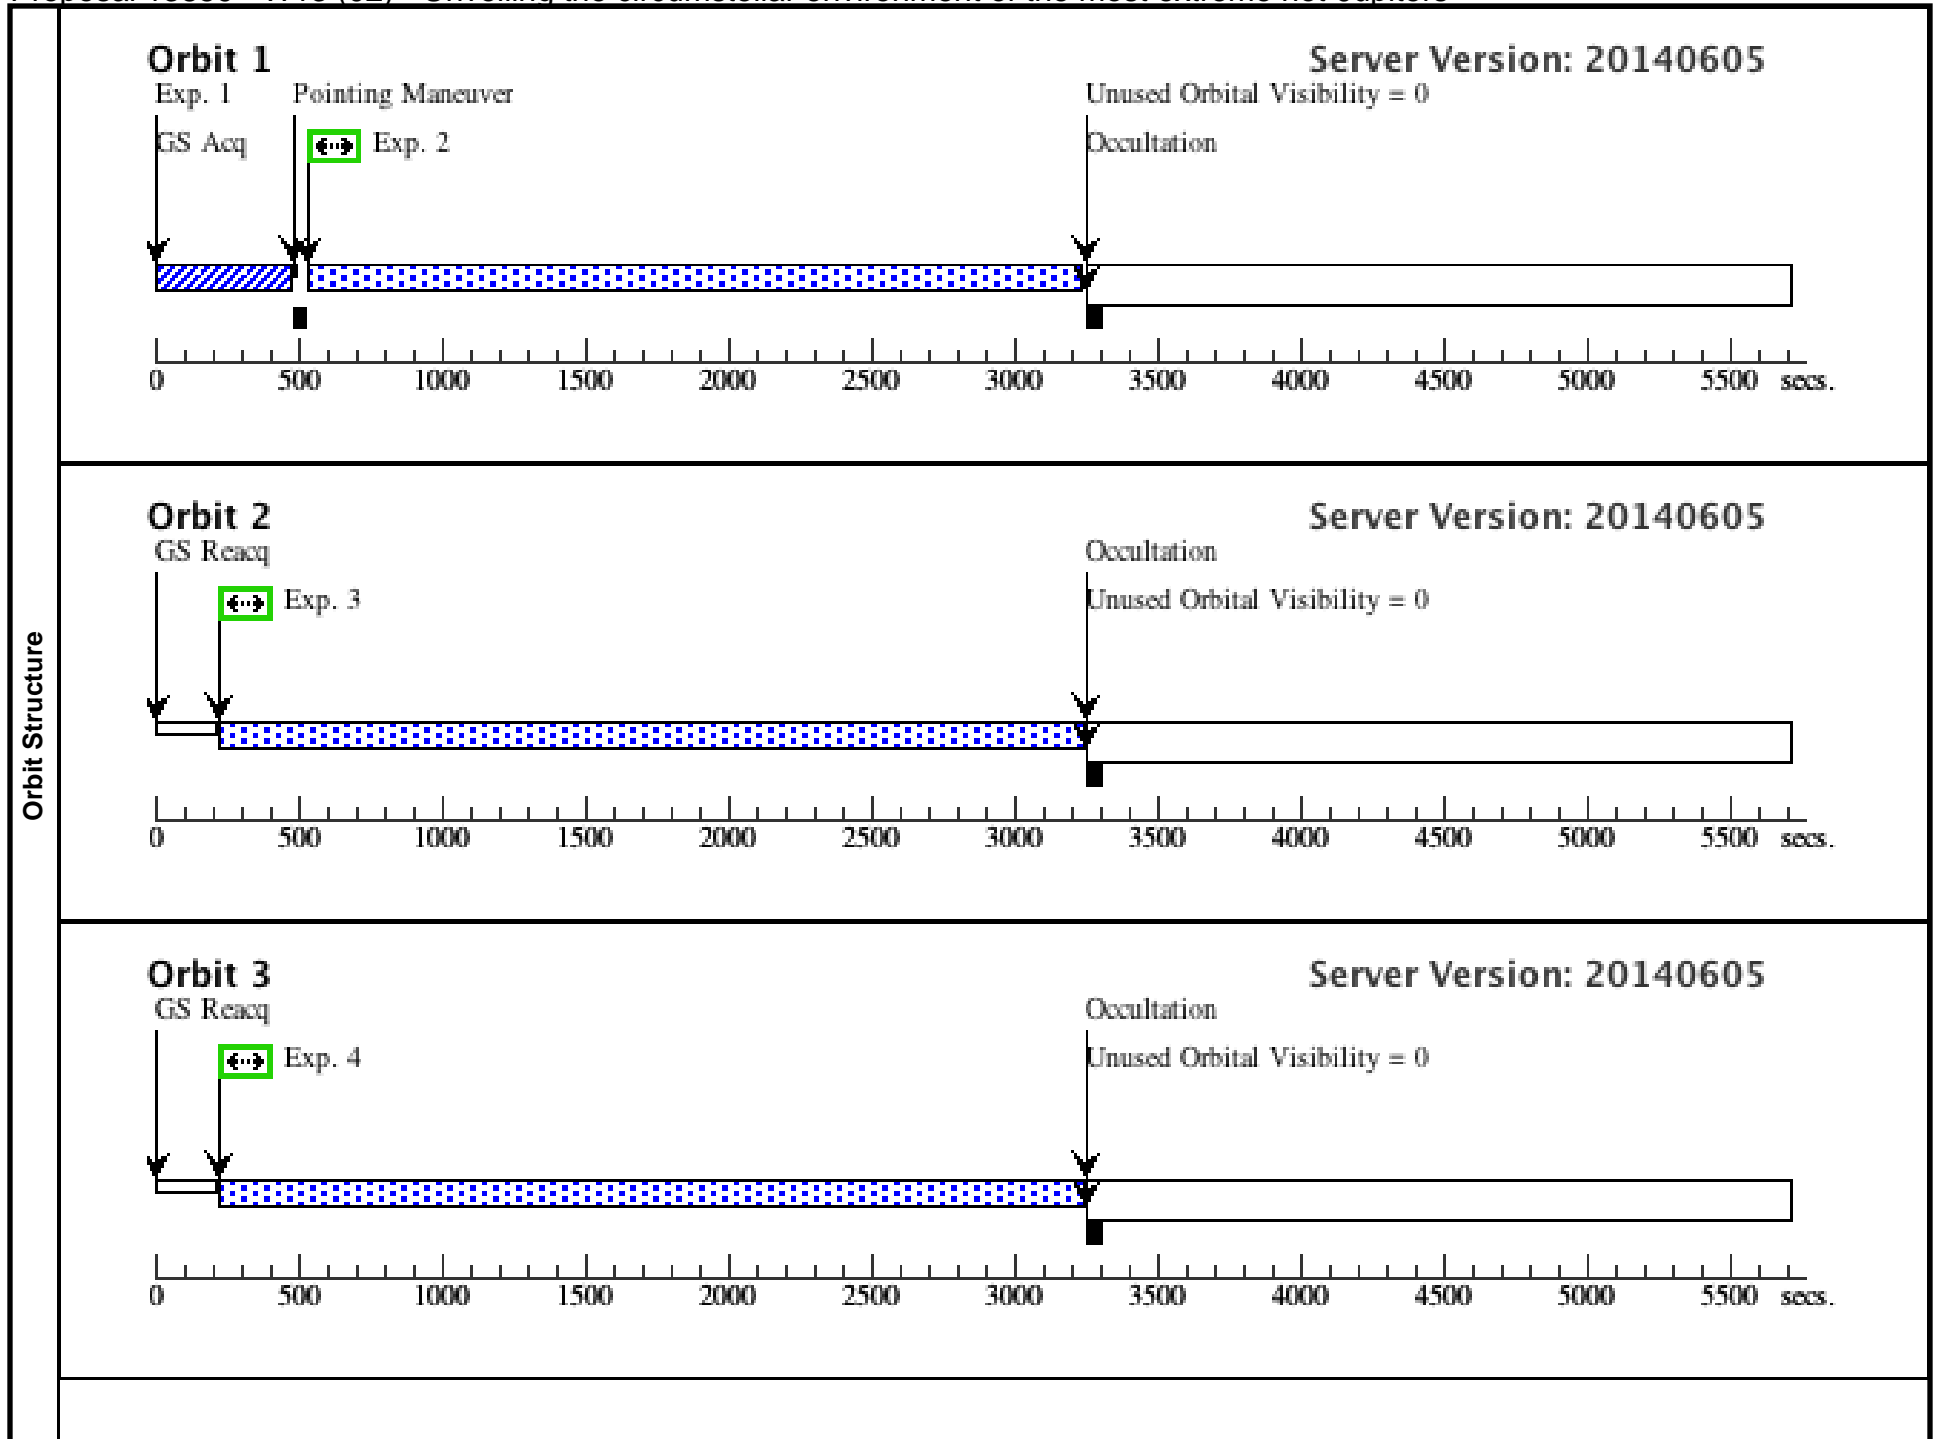 Orbit 1 Server Version: 20140605
Exp. 1 Pointing Maneuver Unused Orbital Visibility = 0
GS Acq Exp. 2 Occultation
0 500 1000 1500 2000 2500 3000 3500 4000 4500 5000 5500 secs.
Orbit 2 Server Version: 20140605
GS Reacq Occultation
Exp. 3 Unused Orbital Visibility = 0
0 500 1000 1500 2000 2500 3000 3500 4000 4500 5000 5500 secs.
Orbit Structure
Orbit 3 Server Version: 20140605
GS Reacq Occultation
Exp. 4 Unused Orbital Visibility = 0
0 500 1000 1500 2000 2500 3000 3500 4000 4500 5000 5500 secs.